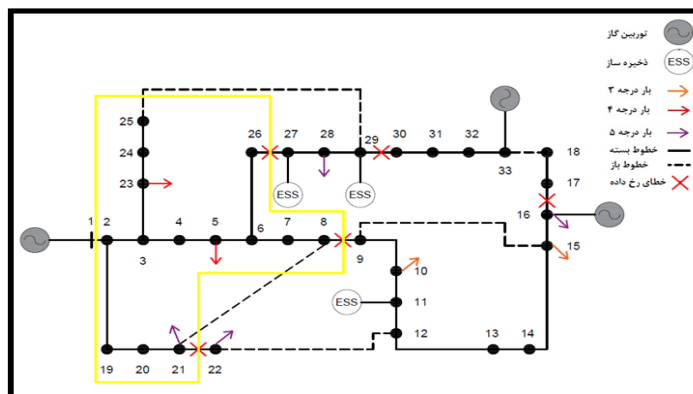 توربین گاز
ESS
ذخیره ساز
بار درجه ۳
بار درجه ۴
بار درجه ۵
خطوط بسته
خطوط باز
خطای رخ داده
25
24
23
26
27
28
29
30
31
32
33
18
17
16
15
ESS
ESS
1
2
3
4
5
6
7
8
9
10
11
12
ESS
13
14
19
20
21
22